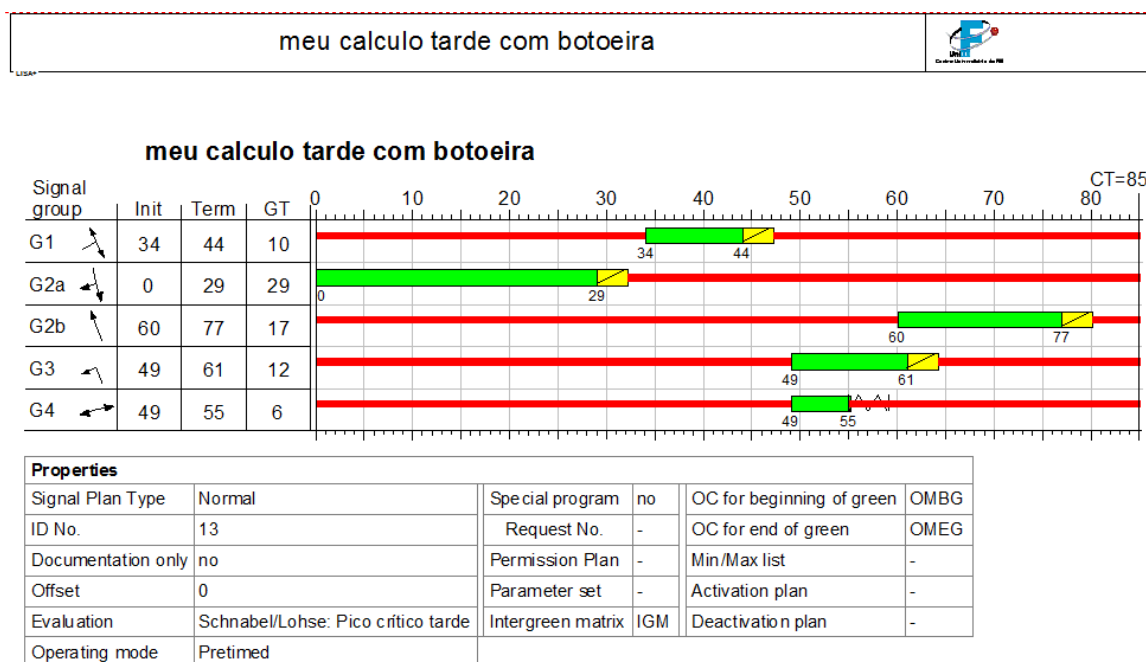 meu calculo tarde com botoeira
LISA+
meu calculo tarde com botoeira
Signal group Init Term GT 0 10 20 30 40 50 60 70 80 CT=85
G1 34 44 10 34 44
G2a 0 29 29 0 29
G2b 60 77 17 60 77
G3 49 61 12 49 61
G4 49 55 6 49 55
Properties
Signal Plan Type Normal Special program no OC for beginning of green OMBG
ID No. 13 Request No. - OC for end of green OMEG
Documentation only no Permission Plan - Min/Max list -
Offset 0 Parameter set - Activation plan -
Evaluation Schnabel/Lohse: Pico crítico tarde Intergreen matrix IGM Deactivation plan -
Operating mode Pretimed